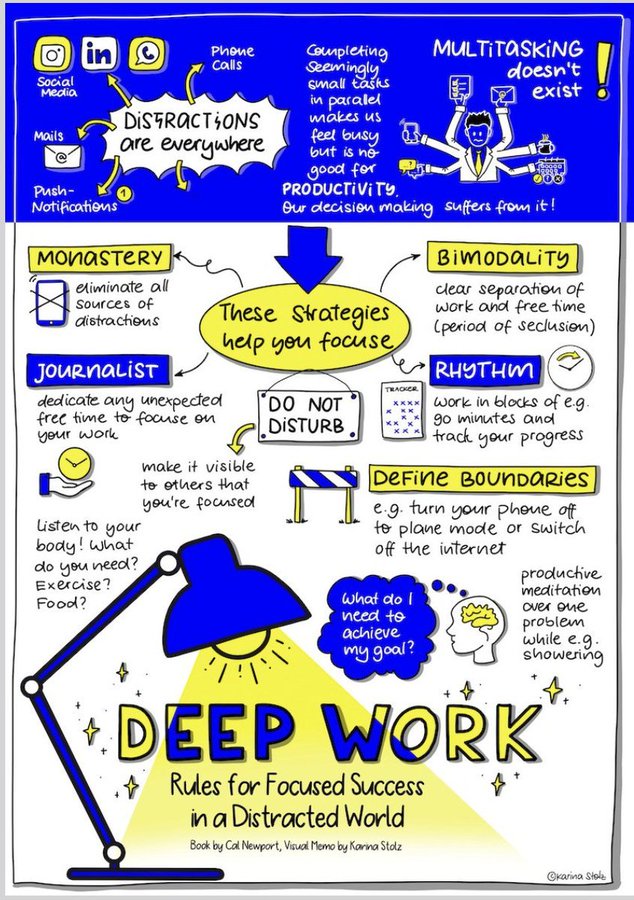 Social
Media
in
Phone
Calls
DISTRACTIONS
are everywhere
Mails
Push-
Notifications
1
Completing
seemingly
small tasks
in parallel
makes us
feel busy
but is no
good for
PRODUCTIVITY.
Our decision making suffers from it!
MULTITASKING
doesn't
exist
!
?
These Strategies
help you focuse
MONASTERY
eliminate all
sources of
distractions
BIMODALITY
clear separation of
work and free time
(period of seclusion)
JOURNALIST
dedicate any unexpected
free time to focuse on
your work
RHYTHM
TRACKER
work in blocks of e.g.
90 minutes and
track your progress
DO NOT
DISTURB
make it visible
to others that
you're focused
DEFINE BOUNDARIES
e.g. turn your phone off
to plane mode or switch
off the internet
Listen to your
body! What
do you need?
Exercise?
Food?
What do I
need to
achieve
my goal?
productive
meditation
over one
problem
while e.g.
showering
DEEP WORK
Rules for Focused Success
in a Distracted World
Book by Cal Newport, Visual Memo by Karina Stolz
©Karina Stolz